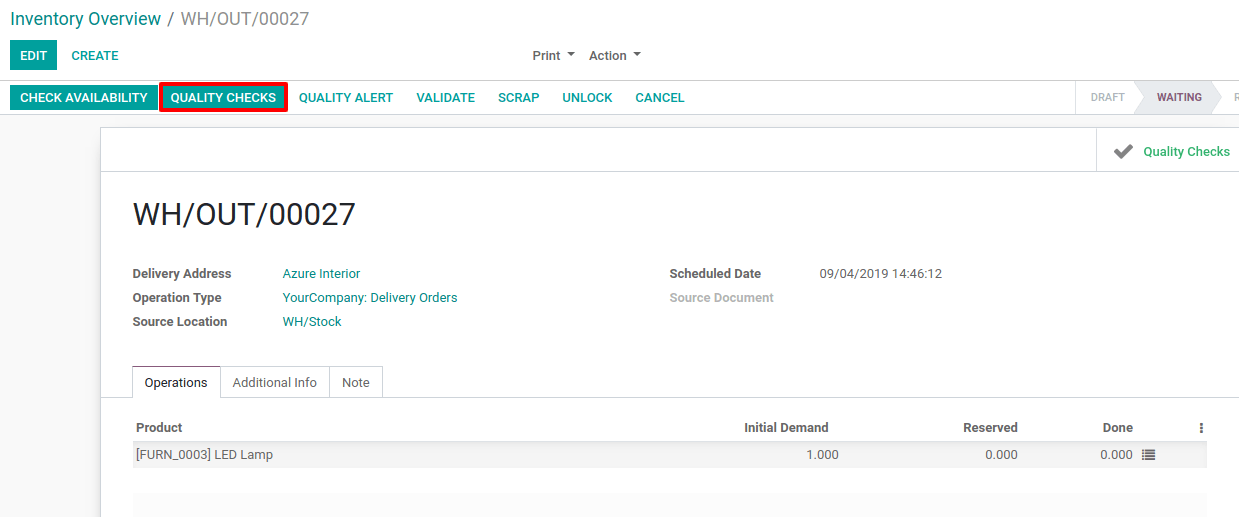 Inventory Overview / WH/OUT/00027
EDIT CREATE Print Action
CHECK AVAILABILITY QUALITY CHECKS QUALITY ALERT VALIDATE SCRAP UNLOCK CANCEL DRAFT WAITING
Quality Checks
WH/OUT/00027
Delivery Address Azure Interior Scheduled Date 09/04/2019 14:46:12
Operation Type YourCompany: Delivery Orders Source Document
Source Location WH/Stock
Operations Additional Info Note
Product Initial Demand Reserved Done
[FURN_0003] LED Lamp 1.000 0.000 0.000